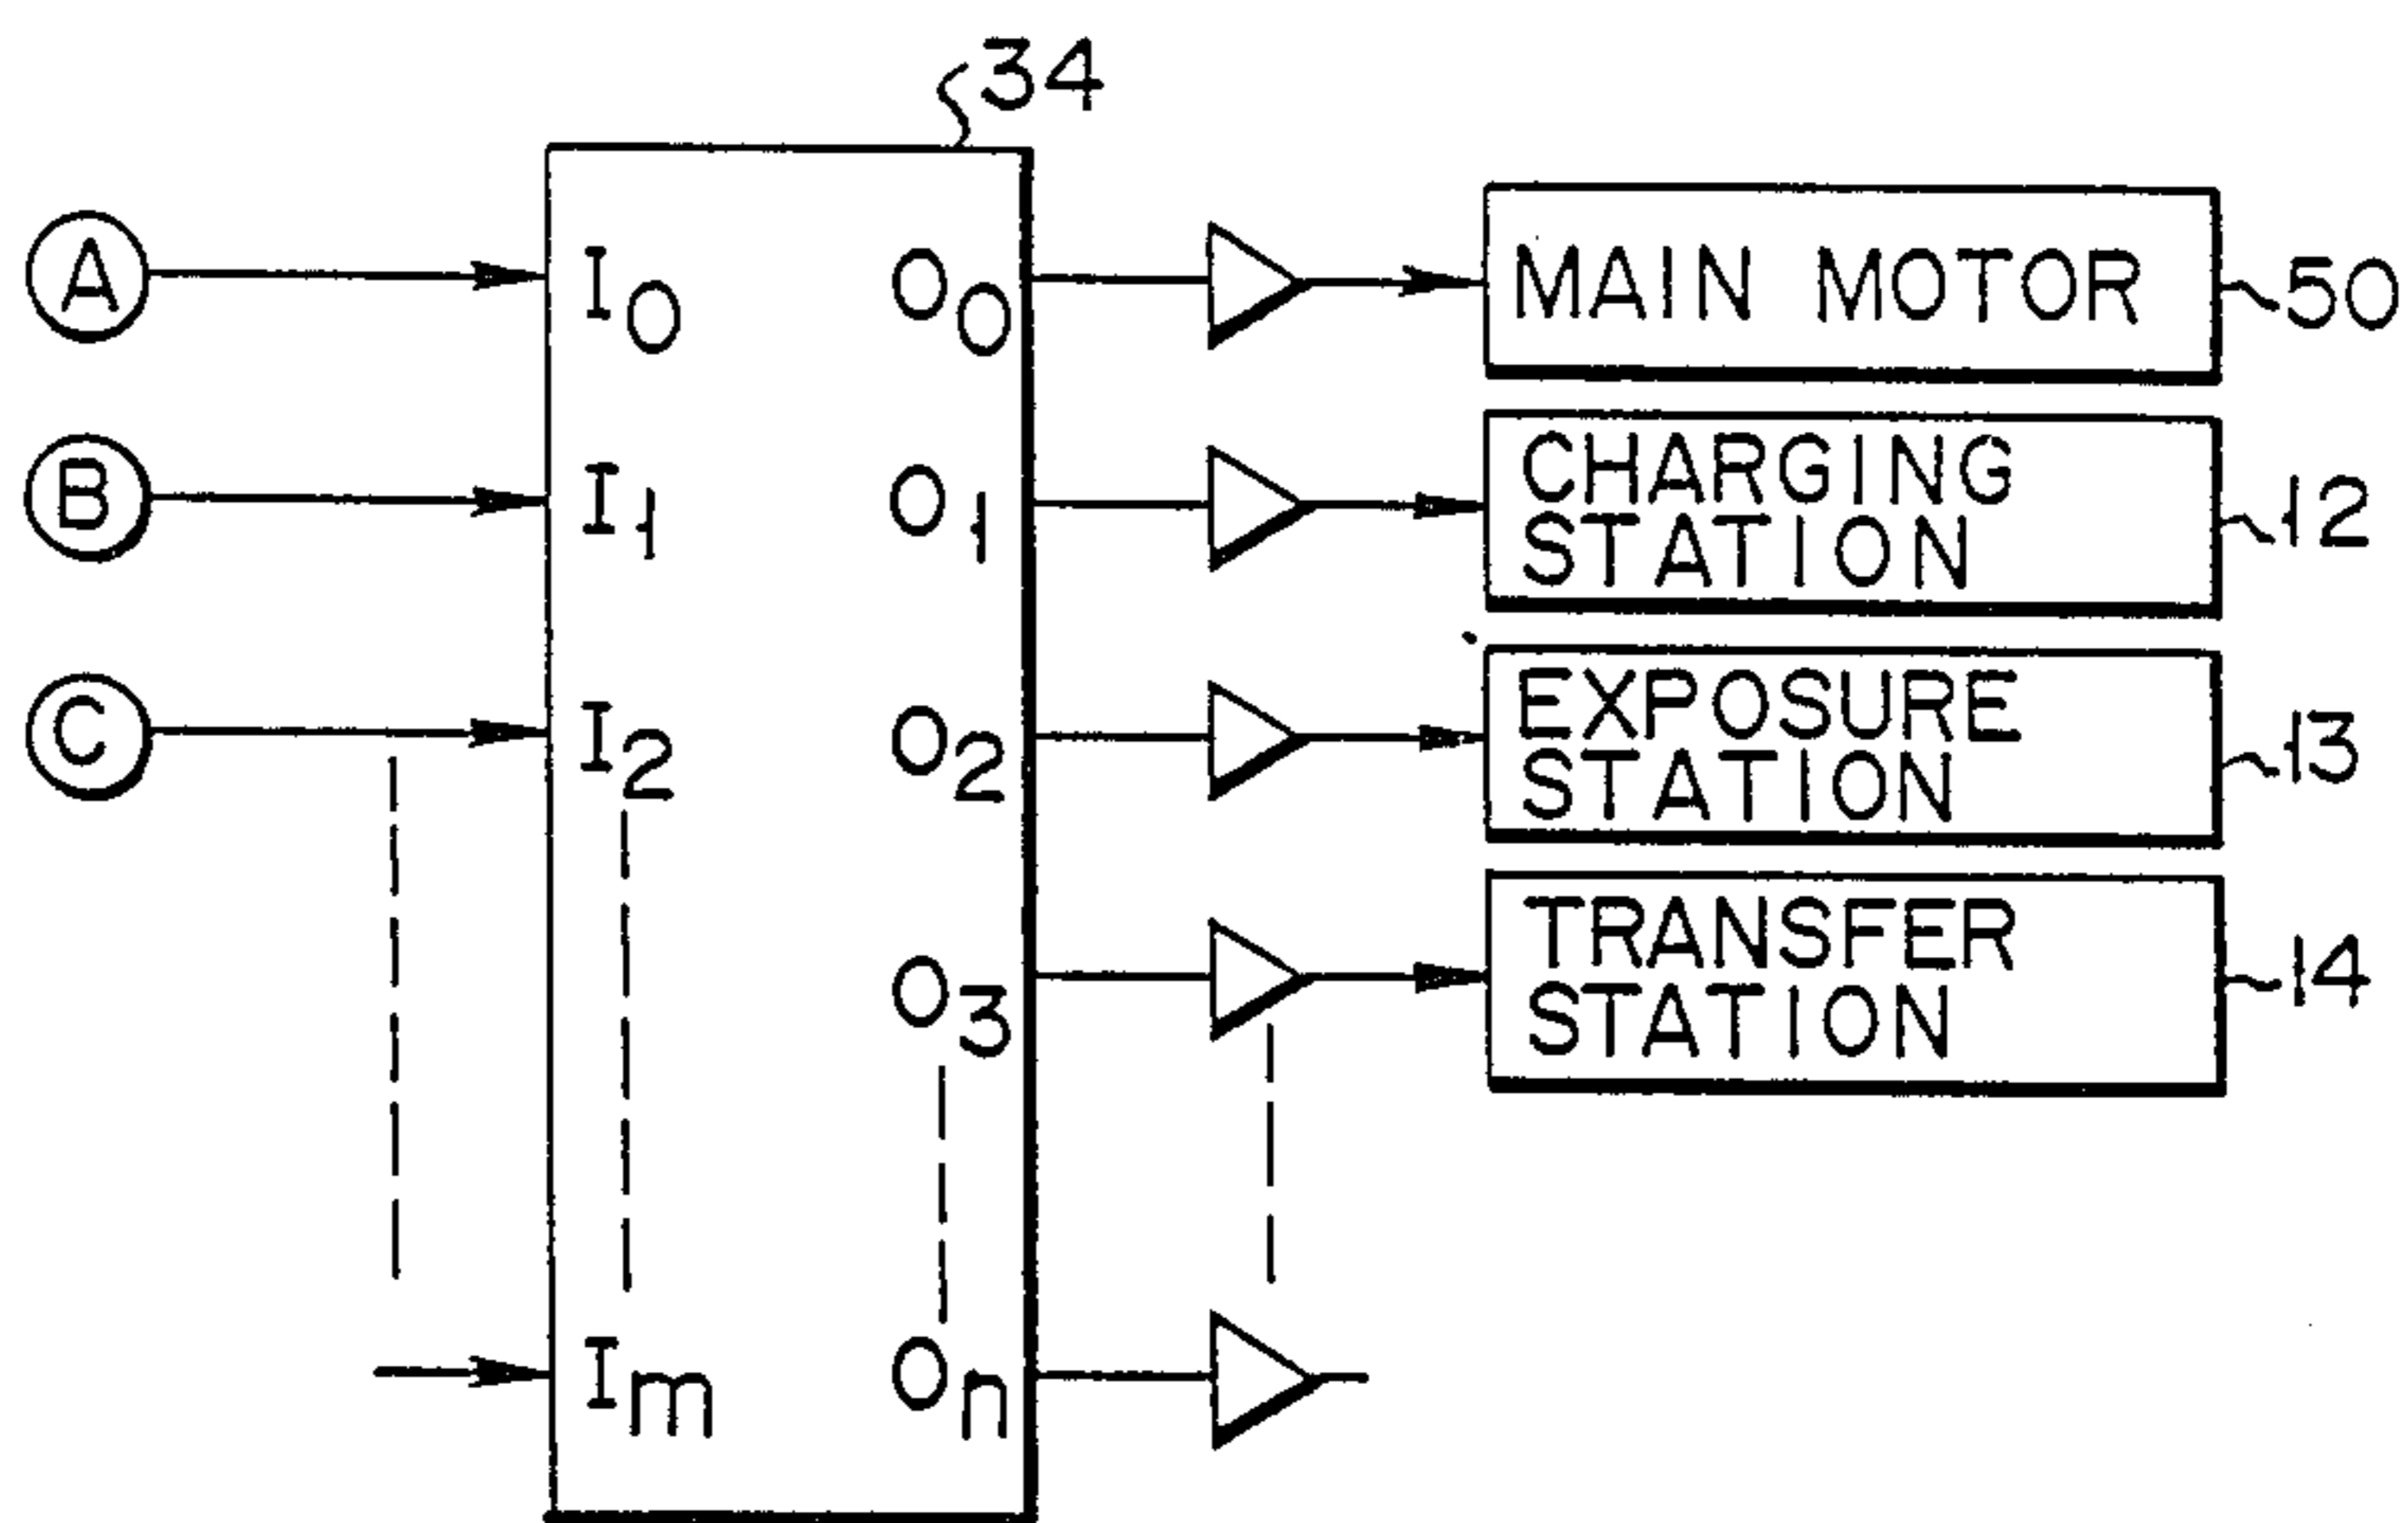 34
A I0 O0 MAIN MOTOR 50
B I1 O1 CHARGING
STATION 12
C I2 O2 EXPOSURE
STATION 13
O3 TRANSFER
STATION 14
Im On